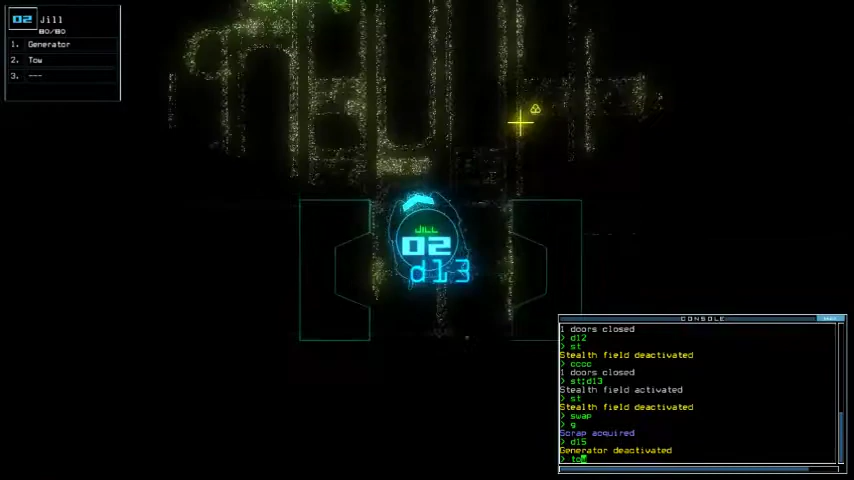 02 Jill
80/80
1. Generator
2. Tow
3. ---
JILL
02
d13
CONSOLE
1 doors closed
> d12
> st
Stealth field deactivated
> cccc
1 doors closed
> st;d13
Stealth field activated
> st
Stealth field deactivated
> swap
> g
Scrap acquired
> d15
Generator deactivated
> tow